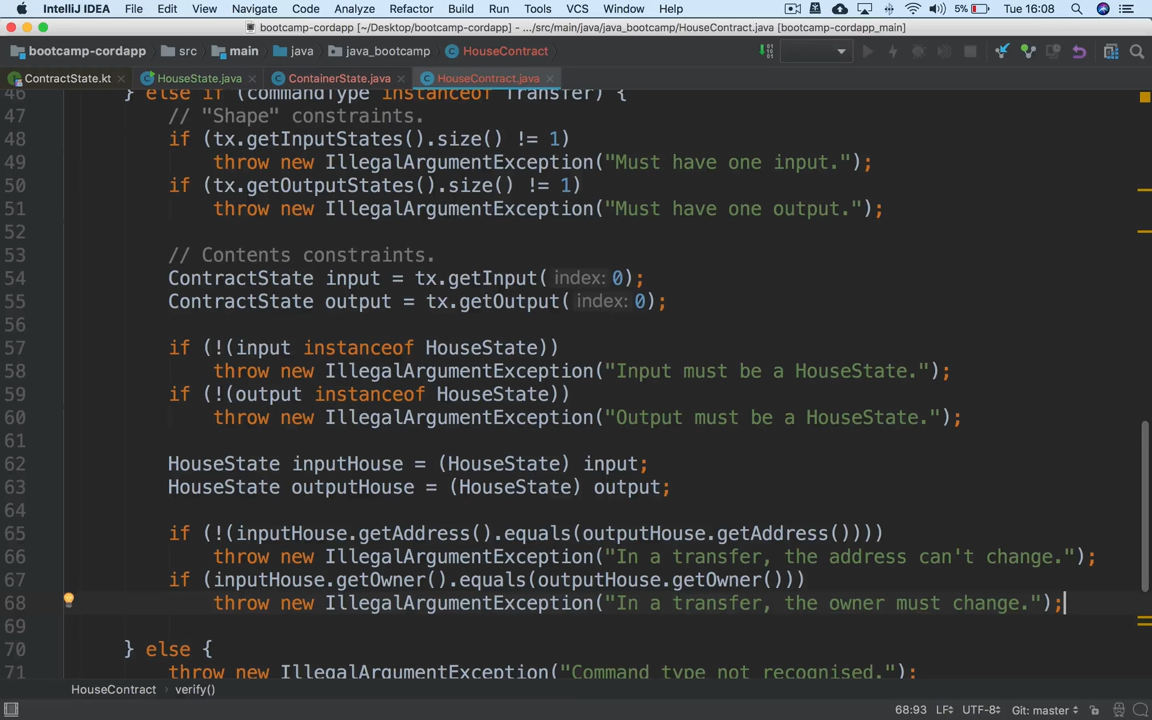 IntelliJ IDEA File Edit View Navigate Code Analyze Refactor Build Run Tools VCS Window Help 5% Tue 16:08
bootcamp-cordapp [~/Desktop/bootcamp-cordapp] - .../src/main/java/java_bootcamp/HouseContract.java [bootcamp-cordapp_main]
bootcamp-cordapp src main java java_bootcamp HouseContract
ContractState.kt HouseState.java ContainerState.java HouseContract.java
46 } else if (commandType instanceof Transfer) {
47 // "Shape" constraints.
48 if (tx.getInputStates().size() != 1)
49 throw new IllegalArgumentException("Must have one input.");
50 if (tx.getOutputStates().size() != 1)
51 throw new IllegalArgumentException("Must have one output.");
52
53 // Contents constraints.
54 ContractState input = tx.getInput( index: 0);
55 ContractState output = tx.getOutput( index: 0);
56
57 if (!(input instanceof HouseState))
58 throw new IllegalArgumentException("Input must be a HouseState.");
59 if (!(output instanceof HouseState))
60 throw new IllegalArgumentException("Output must be a HouseState.");
61
62 HouseState inputHouse = (HouseState) input;
63 HouseState outputHouse = (HouseState) output;
64
65 if (!(inputHouse.getAddress().equals(outputHouse.getAddress())))
66 throw new IllegalArgumentException("In a transfer, the address can't change.");
67 if (inputHouse.getOwner().equals(outputHouse.getOwner()))
68 throw new IllegalArgumentException("In a transfer, the owner must change.");
69
70 } else {
71 throw new IllegalArgumentException("Command type not recognised.");
HouseContract verify()
68:93 LF UTF-8 Git: master